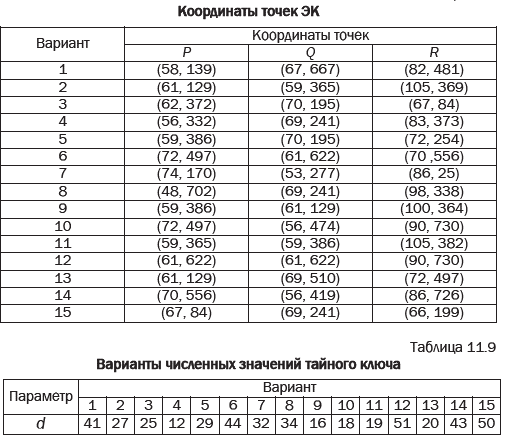 Координаты точек ЭК
Вариант Координаты точек
P Q R
1 (58, 139) (67, 667) (82, 481)
2 (61, 129) (59, 365) (105, 369)
3 (62, 372) (70, 195) (67, 84)
4 (56, 332) (69, 241) (83, 373)
5 (59, 386) (70, 195) (72, 254)
6 (72, 497) (61, 622) (70 ,556)
7 (74, 170) (53, 277) (86, 25)
8 (48, 702) (69, 241) (98, 338)
9 (59, 386) (61, 129) (100, 364)
10 (72, 497) (56, 474) (90, 730)
11 (59, 365) (59, 386) (105, 382)
12 (61, 622) (61, 622) (90, 730)
13 (61, 129) (69, 510) (72, 497)
14 (70, 556) (56, 419) (86, 726)
15 (67, 84) (69, 241) (66, 199)
Таблица 11.9
Варианты численных значений тайного ключа
Параметр Вариант
1 2 3 4 5 6 7 8 9 10 11 12 13 14 15
d 41 27 25 12 29 44 32 34 16 18 19 51 20 43 50